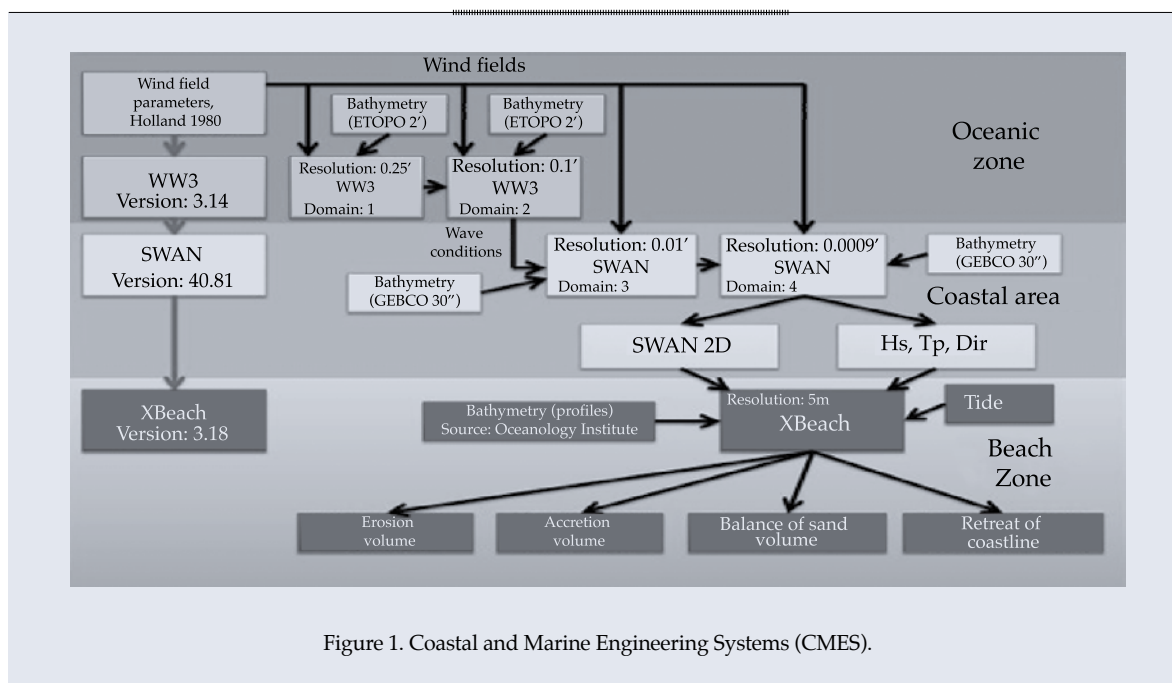 Wind fields
Wind field
parameters,
Holland 1980
Bathymetry
(ETOPO 2′)
Bathymetry
(ETOPO 2′)
Oceanic
zone
WW3
Version: 3.14
Resolution: 0.25′
WW3
Domain: 1
Resolution: 0.1′
WW3
Domain: 2
Wave
conditions
SWAN
Version: 40.81
Resolution: 0.01′
SWAN
Domain: 3
Resolution: 0.0009′
SWAN
Domain: 4
Bathymetry
(GEBCO 30″)
Bathymetry
(GEBCO 30″)
Coastal area
SWAN 2D
Hs, Tp, Dir
XBeach
Version: 3.18
Bathymetry (profiles)
Source: Oceanology Institute
Resolution: 5m
XBeach
Tide
Beach
Zone
Erosion
volume
Accretion
volume
Balance of sand
volume
Retreat of
coastline
Figure 1. Coastal and Marine Engineering Systems (CMES).